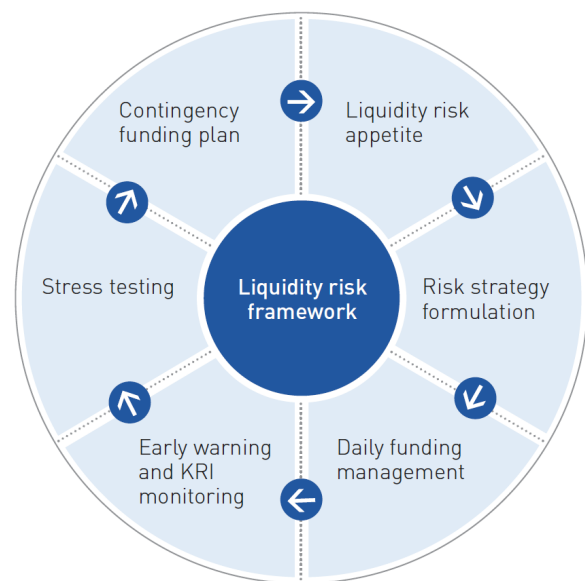 Contingency
funding plan
Liquidity risk
appetite
Stress testing
Liquidity risk
framework
Risk strategy
formulation
Early warning
and KRI
monitoring
Daily funding
management